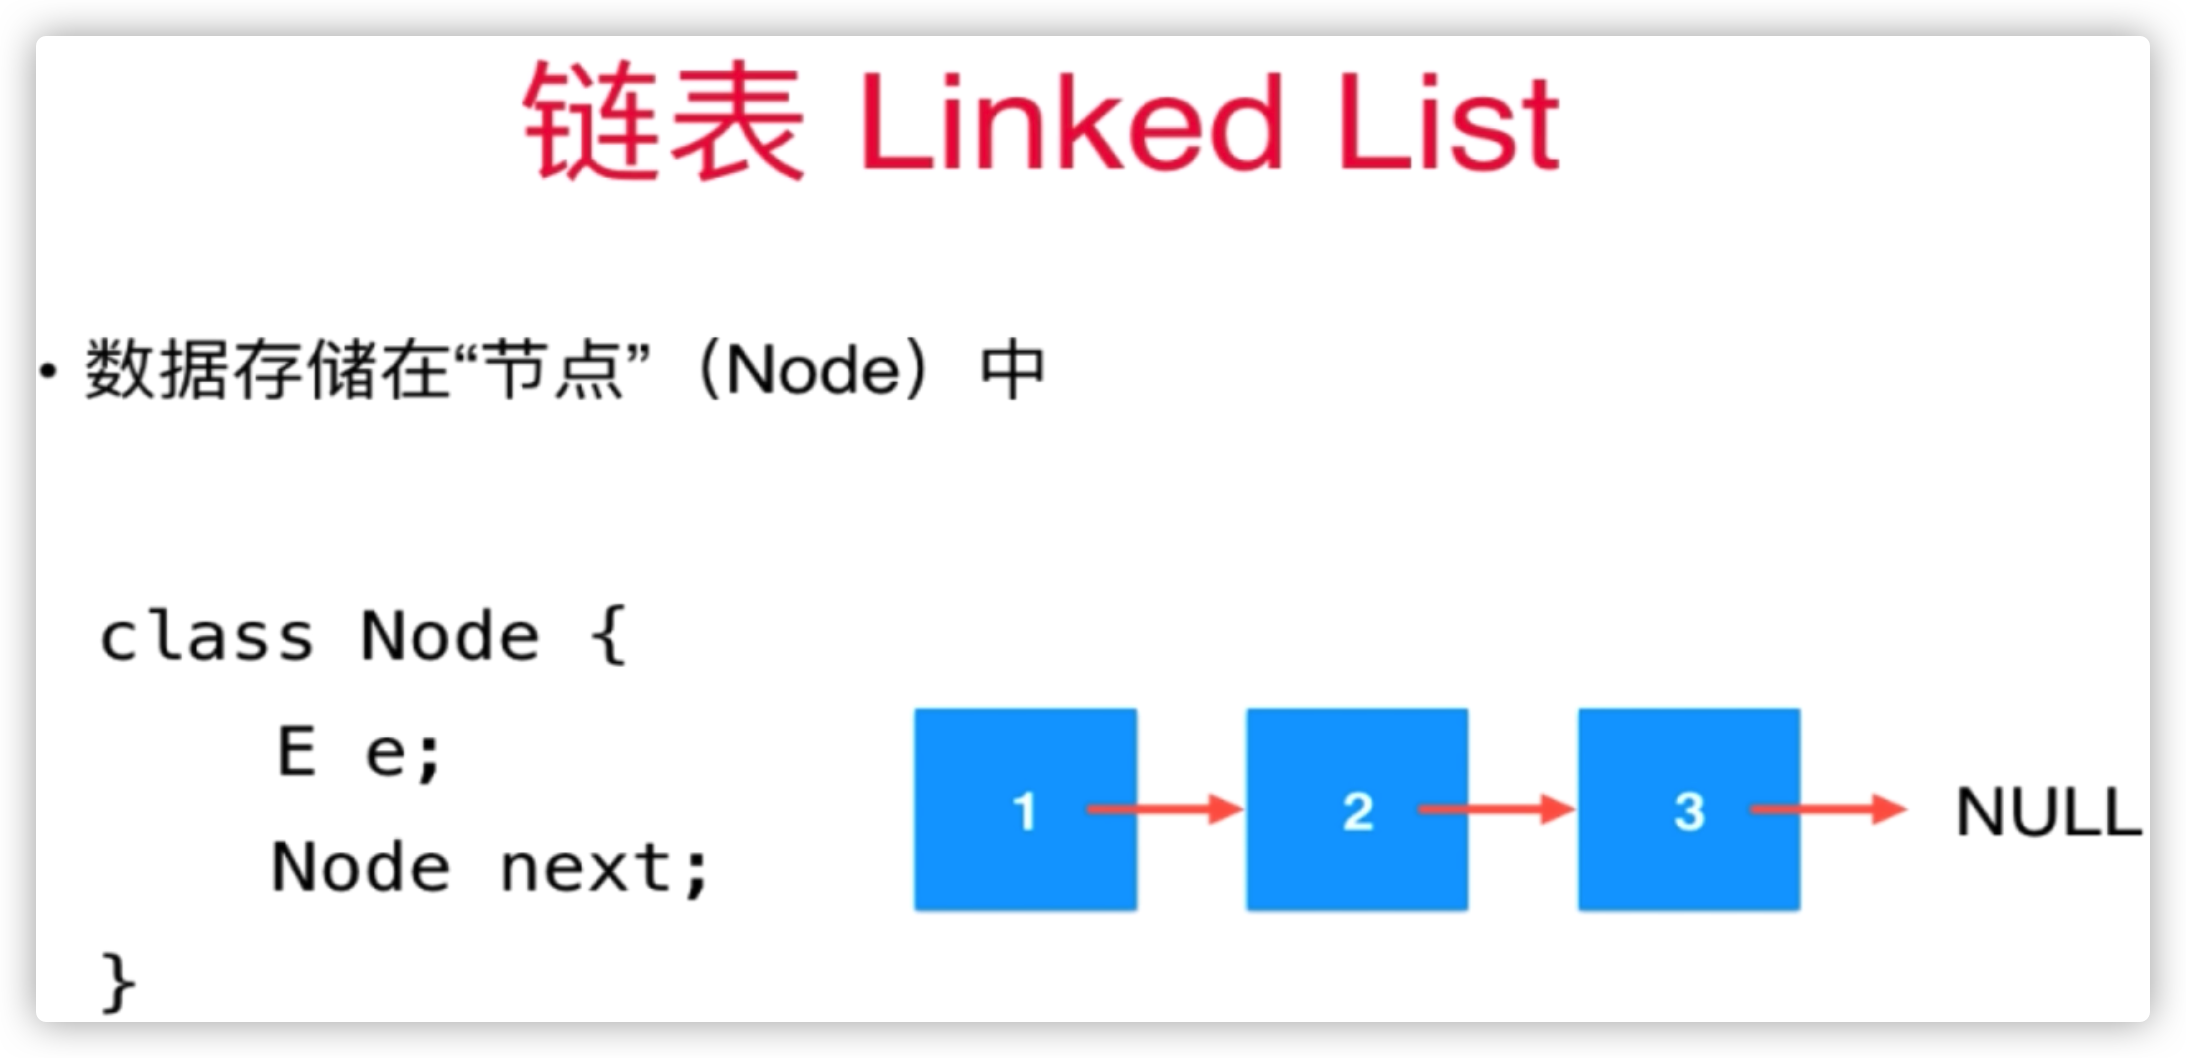 链表 Linked List
• 数据存储在“节点”（Node）中
class Node {
E e;
Node next;
}
1 2 3 NULL